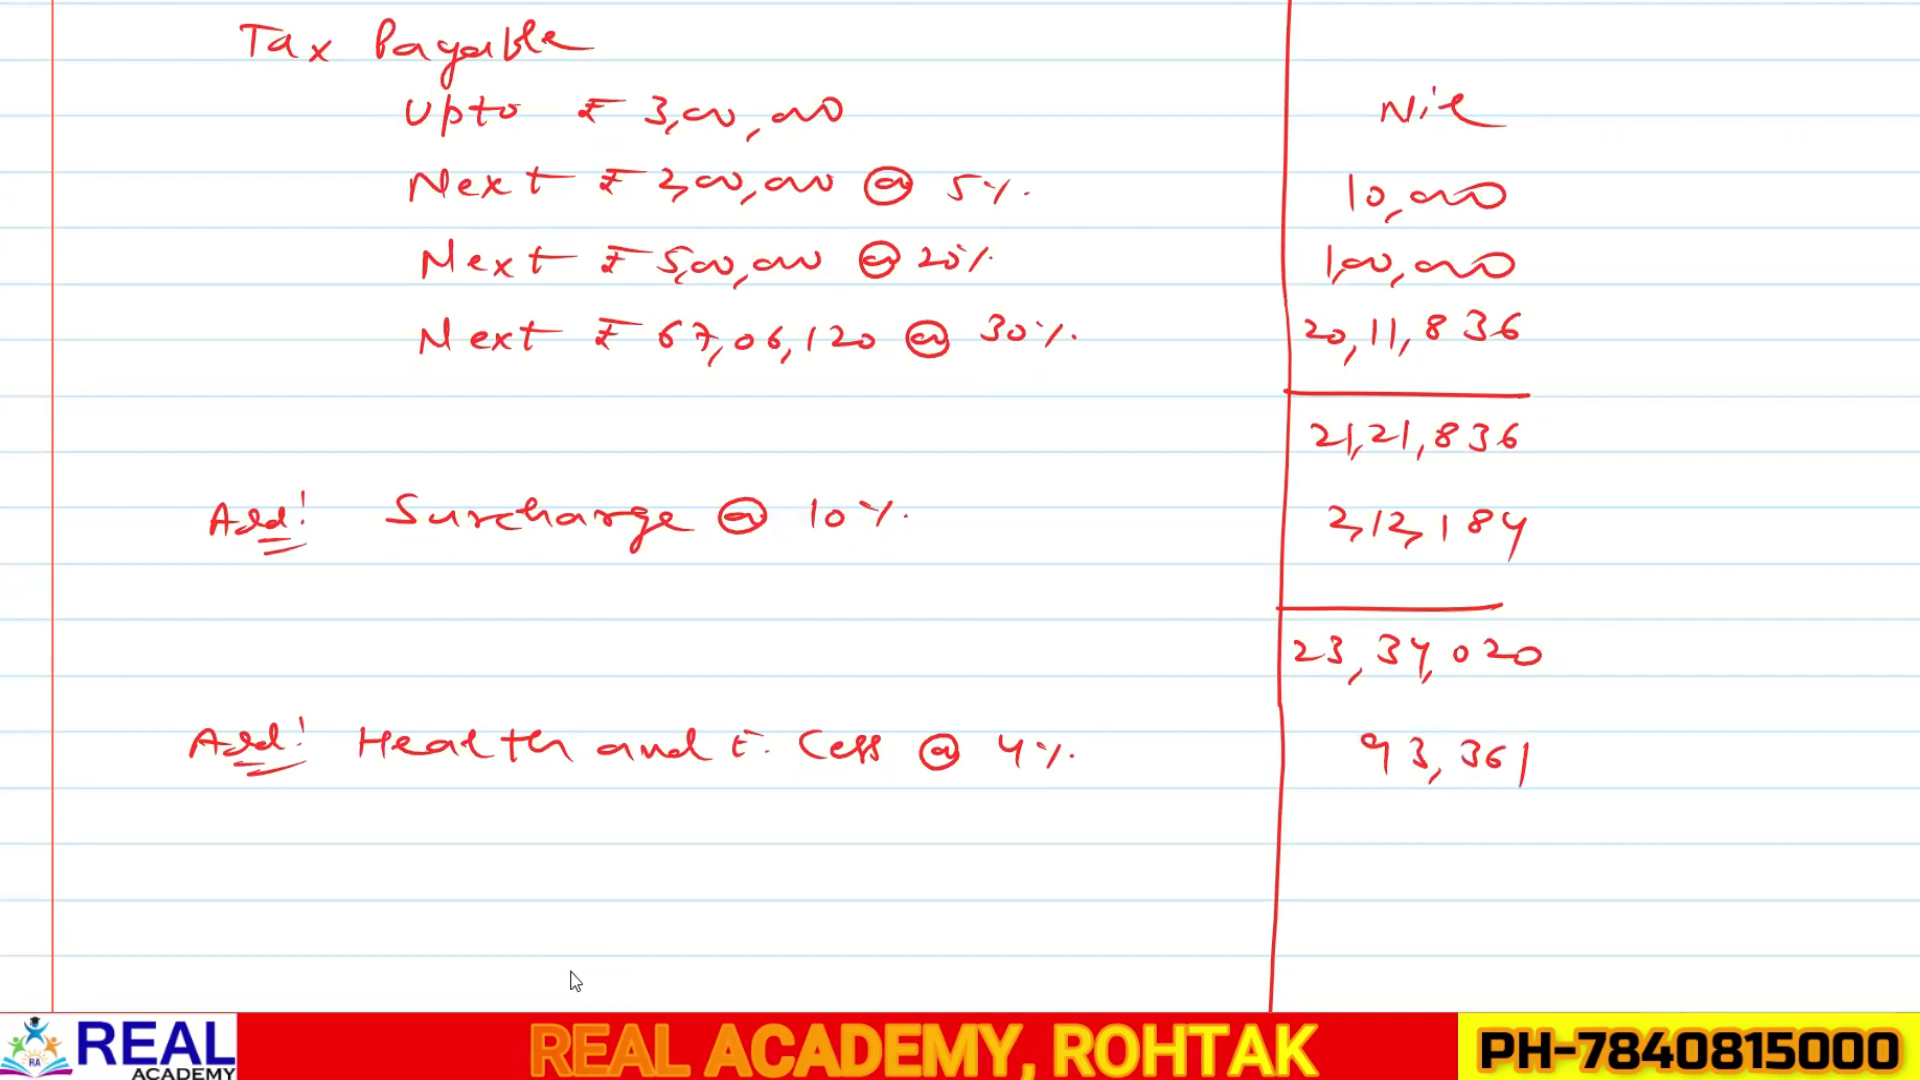 Tax Payable
Upto ₹ 3,00,000 Nil
Next ₹ 2,00,000 @ 5% 10,000
Next ₹ 5,00,000 @ 20% 1,00,000
Next ₹ 67,06,120 @ 30% 20,11,836
21,21,836
Add: Surcharge @ 10% 2,12,184
23,34,020
Add: Health and E. Cess @ 4% 93,361
RA
REAL
ACADEMY
REAL ACADEMY, ROHTAK
PH-7840815000